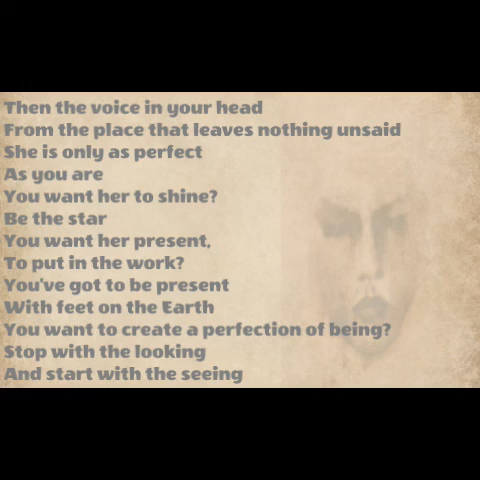 Then the voice in your head
From the place that leaves nothing unsaid
She is only as perfect
As you are
You want her to shine?
Be the star
You want her present,
To put in the work?
You've got to be present
With feet on the Earth
You want to create a perfection of being?
Stop with the looking
And start with the seeing